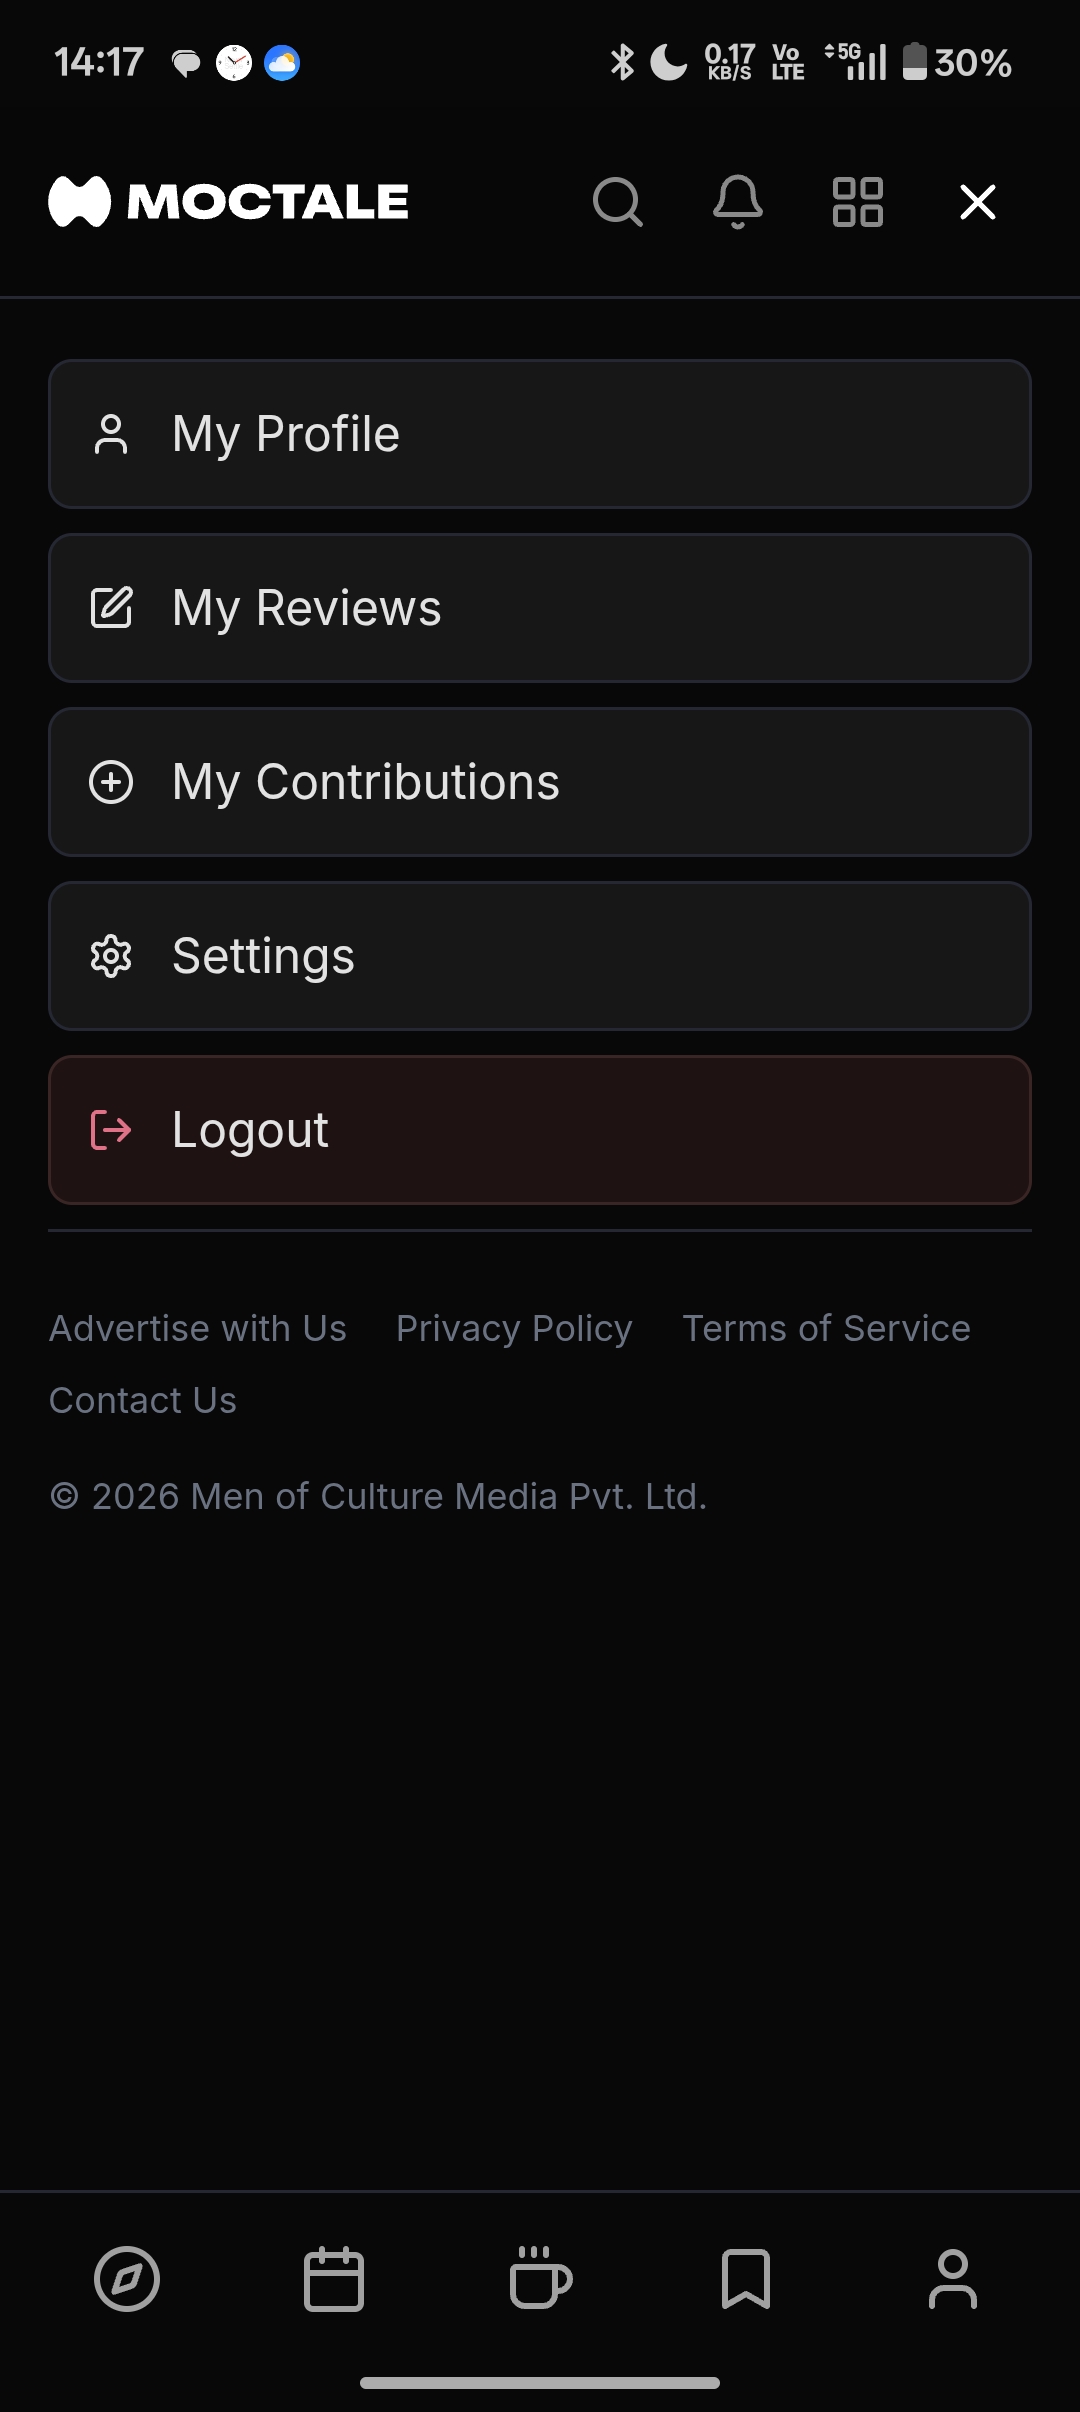 14:17 0.17 KB/S Vo LTE 5G 30%
MOCTALE
My Profile
My Reviews
My Contributions
Settings
Logout
Advertise with Us Privacy Policy Terms of Service
Contact Us
© 2026 Men of Culture Media Pvt. Ltd.